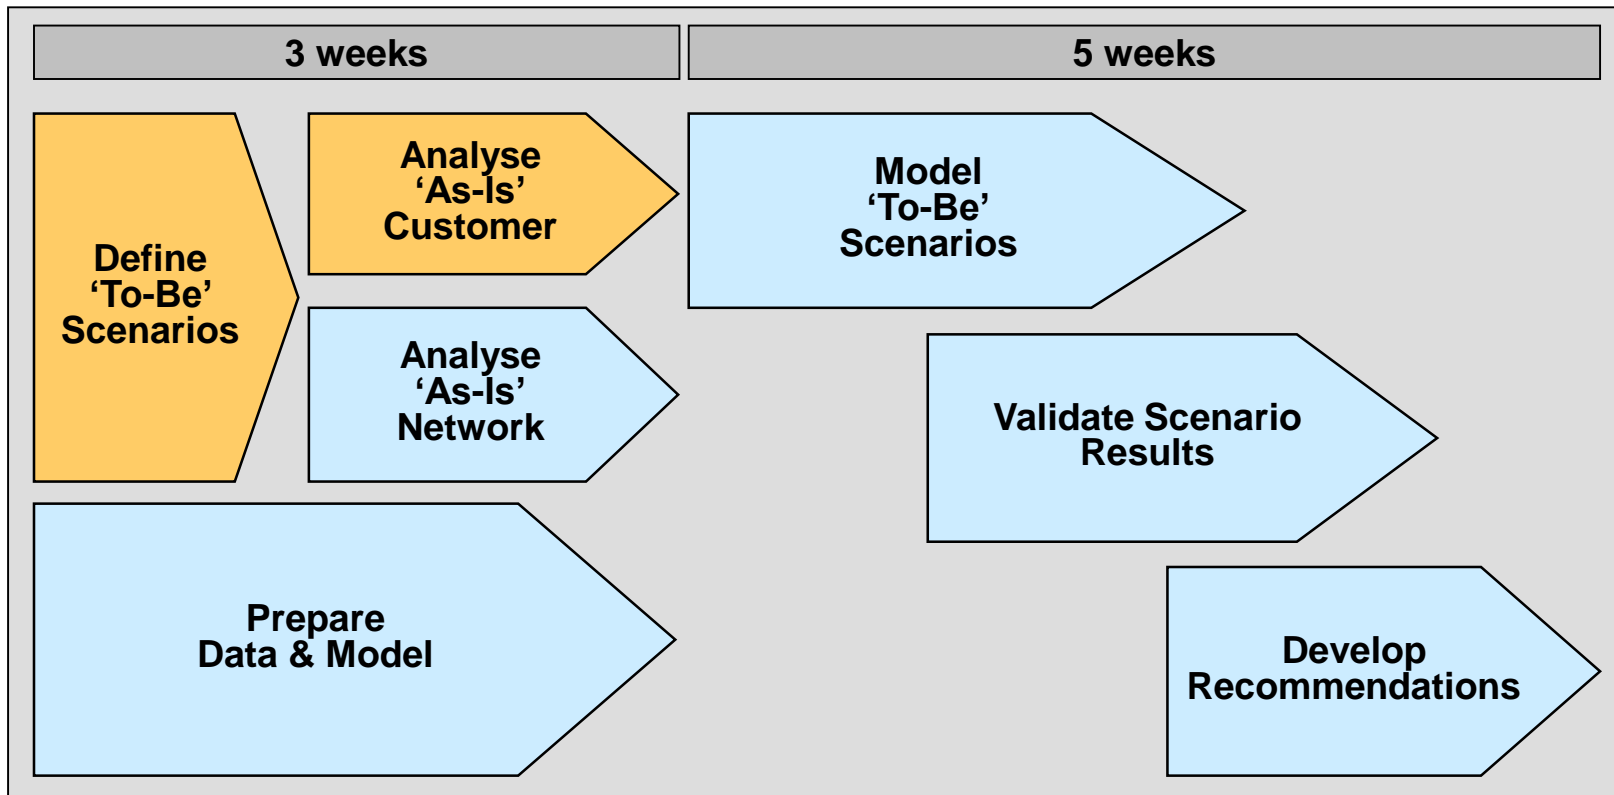 3 weeks
5 weeks
Define
‘To-Be’
Scenarios
Analyse
‘As-Is’
Customer
Analyse
‘As-Is’
Network
Prepare
Data & Model
Model
‘To-Be’
Scenarios
Validate Scenario
Results
Develop
Recommendations